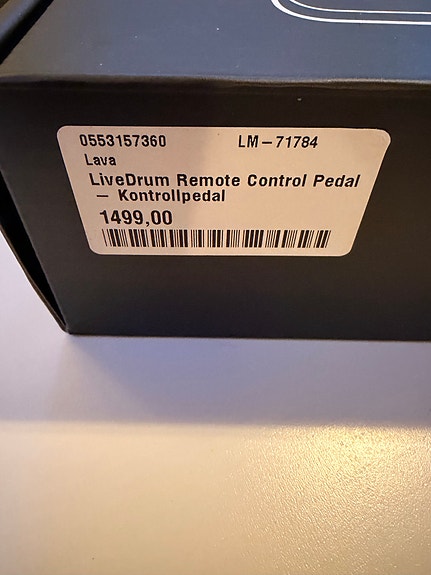 0553157360 LM-71784
Lava
LiveDrum Remote Control Pedal
- Kontrollpedal
1499,00